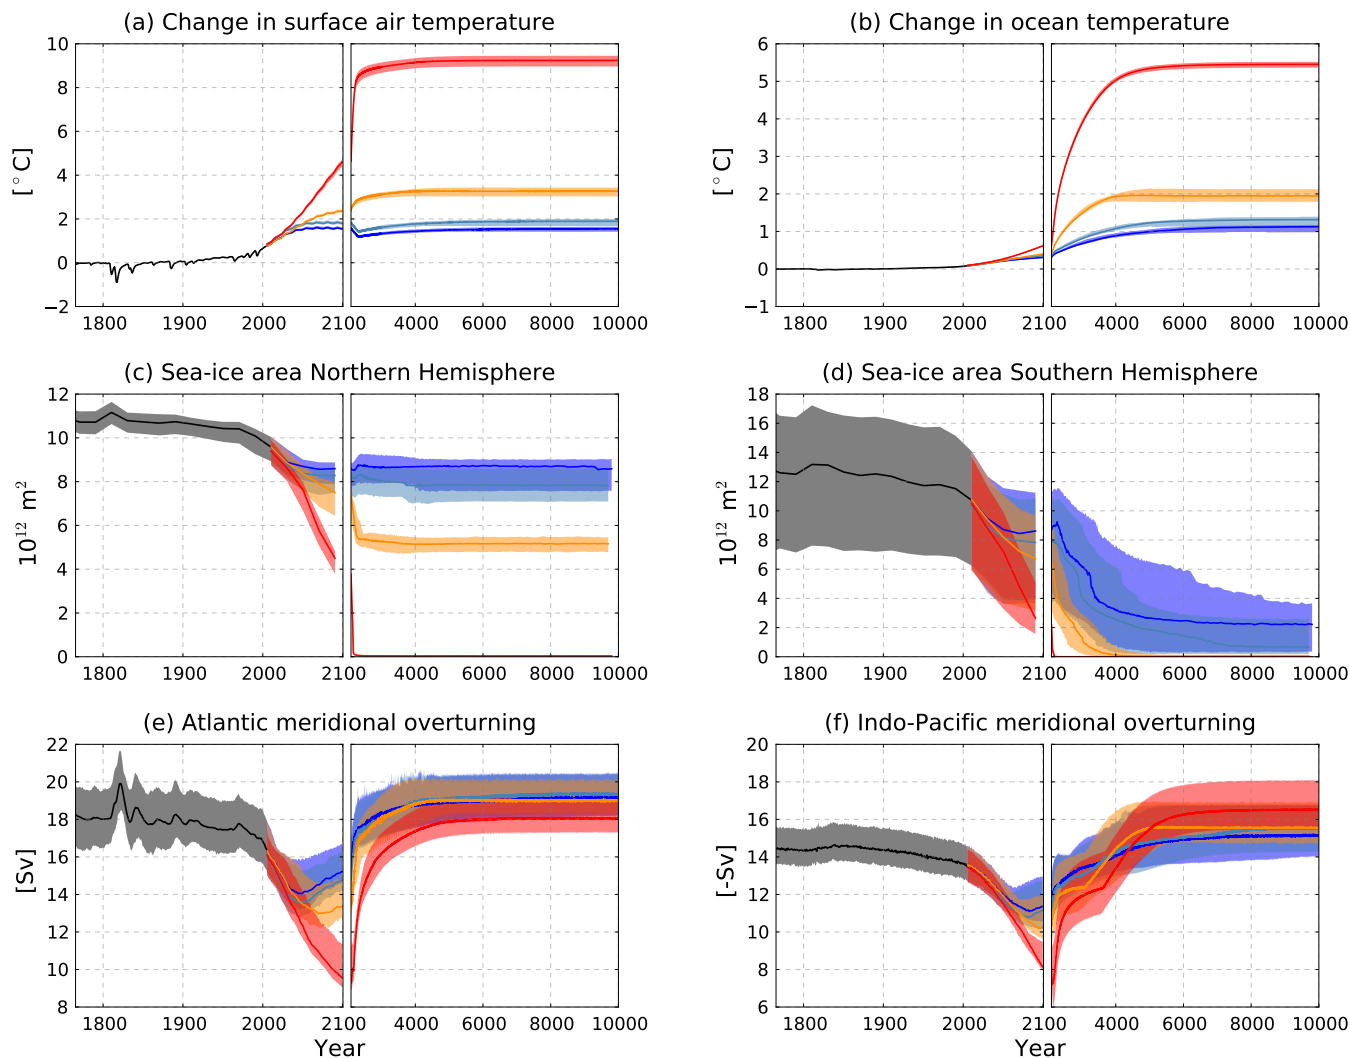 (a) Change in surface air temperature
(b) Change in ocean temperature
10
8
6
4
2
0
−2
[°C]
1800 1900 2000 2100 4000 6000 8000 10000
6
5
4
3
2
1
0
−1
[°C]
1800 1900 2000 2100 4000 6000 8000 10000
(c) Sea-ice area Northern Hemisphere
(d) Sea-ice area Southern Hemisphere
12
10
8
6
4
2
0
10¹² m²
1800 1900 2000 2100 4000 6000 8000 10000
18
16
14
12
10
8
6
4
2
0
10¹² m²
1800 1900 2000 2100 4000 6000 8000 10000
(e) Atlantic meridional overturning
(f) Indo-Pacific meridional overturning
22
20
18
16
14
12
10
8
[Sv]
1800 1900 2000 2100 4000 6000 8000 10000
Year
20
18
16
14
12
10
8
6
[-Sv]
1800 1900 2000 2100 4000 6000 8000 10000
Year